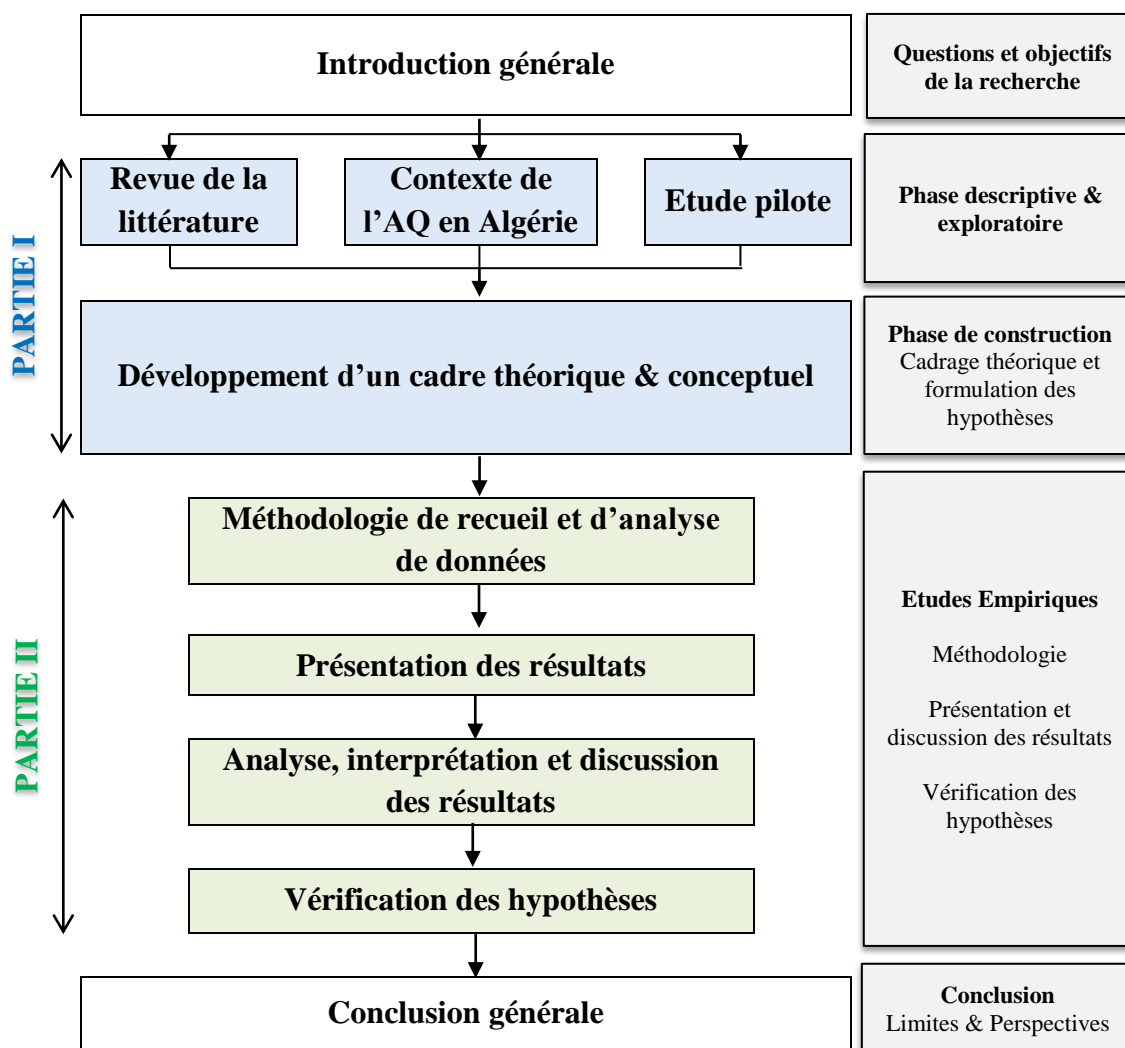 Introduction générale
Questions et objectifs
de la recherche
PARTIE I
Revue de la
littérature
Contexte de
l’AQ en Algérie
Etude pilote
Phase descriptive &
exploratoire
Développement d’un cadre théorique & conceptuel
Phase de construction
Cadrage théorique et
formulation des
hypothèses
PARTIE II
Méthodologie de recueil et d’analyse
de données
Présentation des résultats
Analyse, interprétation et discussion
des résultats
Vérification des hypothèses
Etudes Empiriques
Méthodologie
Présentation et
discussion des résultats
Vérification des
hypothèses
Conclusion générale
Conclusion
Limites & Perspectives